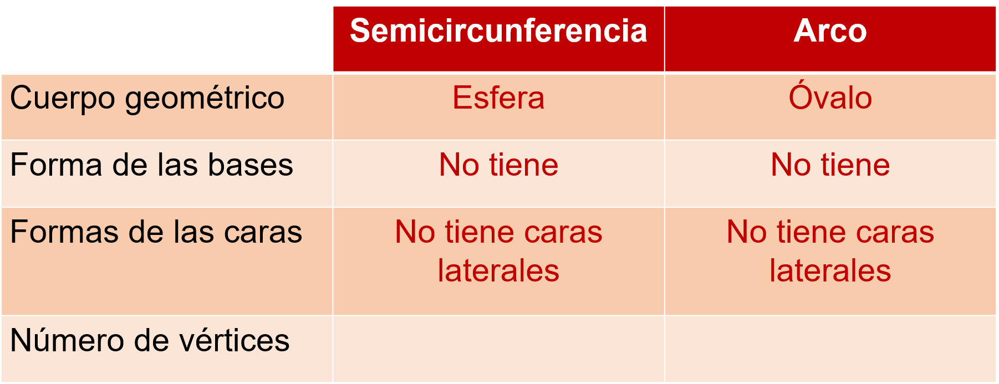 Semicircunferencia Arco
Cuerpo geométrico Esfera Óvalo
Forma de las bases No tiene No tiene
Formas de las caras No tiene caras No tiene caras
laterales laterales
Número de vértices